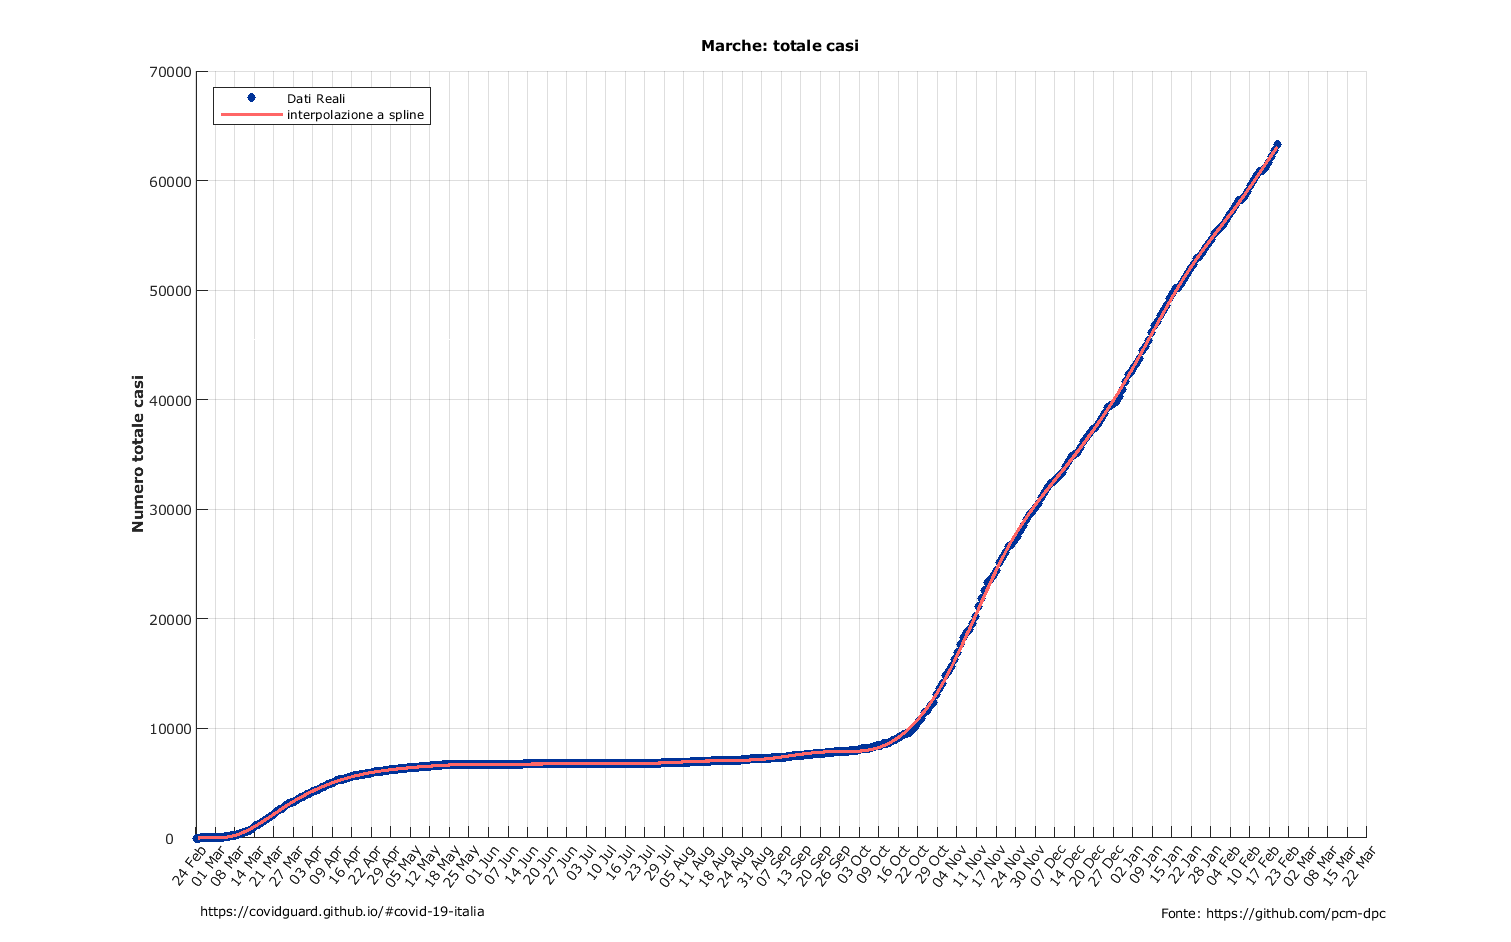 Marche: totale casi
70000
60000
50000
40000
30000
20000
10000
0
Numero totale casi
Dati Reali
interpolazione a spline
24 Feb
01 Mar
08 Mar
14 Mar
21 Mar
27 Mar
03 Apr
09 Apr
16 Apr
22 Apr
29 Apr
05 May
12 May
18 May
25 May
01 Jun
07 Jun
14 Jun
20 Jun
27 Jun
03 Jul
10 Jul
16 Jul
23 Jul
29 Jul
05 Aug
11 Aug
18 Aug
24 Aug
31 Aug
07 Sep
13 Sep
20 Sep
26 Sep
03 Oct
09 Oct
16 Oct
22 Oct
29 Oct
04 Nov
11 Nov
17 Nov
24 Nov
30 Nov
07 Dec
14 Dec
20 Dec
27 Dec
02 Jan
09 Jan
15 Jan
22 Jan
28 Jan
04 Feb
10 Feb
17 Feb
23 Feb
02 Mar
08 Mar
15 Mar
22 Mar
https://covidguard.github.io/#covid-19-italia
Fonte: https://github.com/pcm-dpc